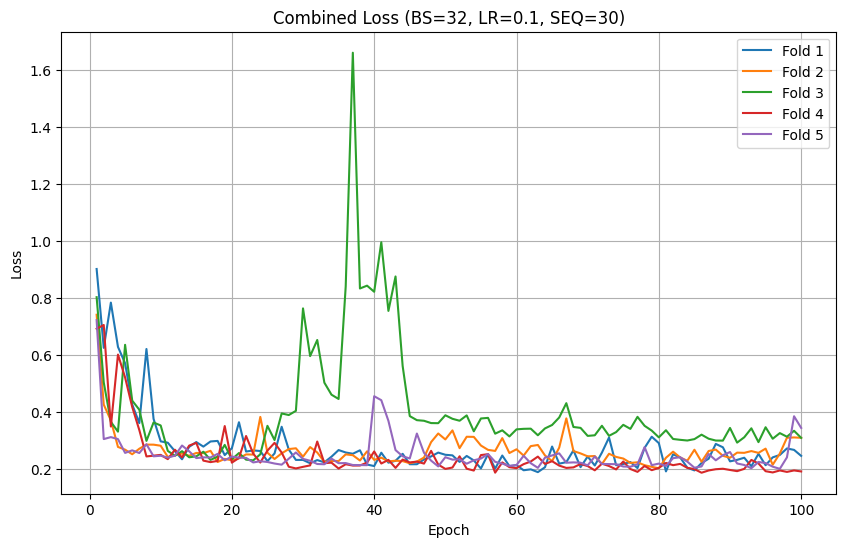 Combined Loss (BS=32, LR=0.1, SEQ=30)
Fold 1
Fold 2
Fold 3
Fold 4
Fold 5
Loss
1.6
1.4
1.2
1.0
0.8
0.6
0.4
0.2
0
20
40
60
80
100
Epoch